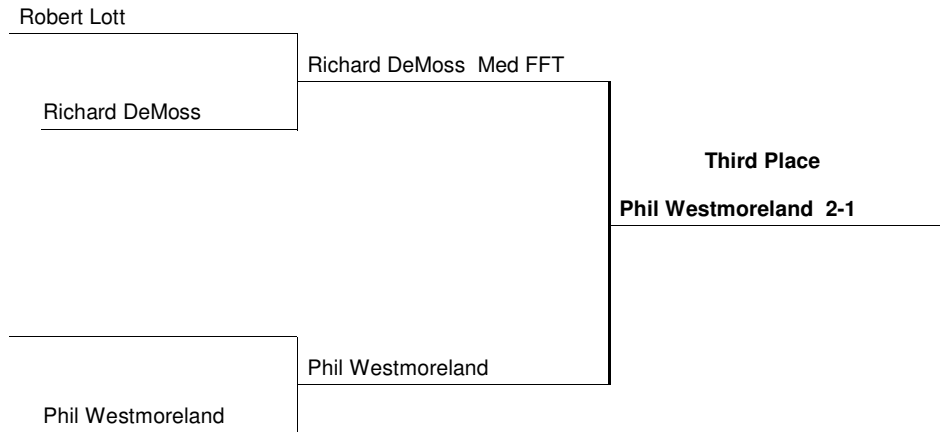 Robert Lott
Richard DeMoss Med FFT
Richard DeMoss
Third Place
Phil Westmoreland 2-1
Phil Westmoreland
Phil Westmoreland